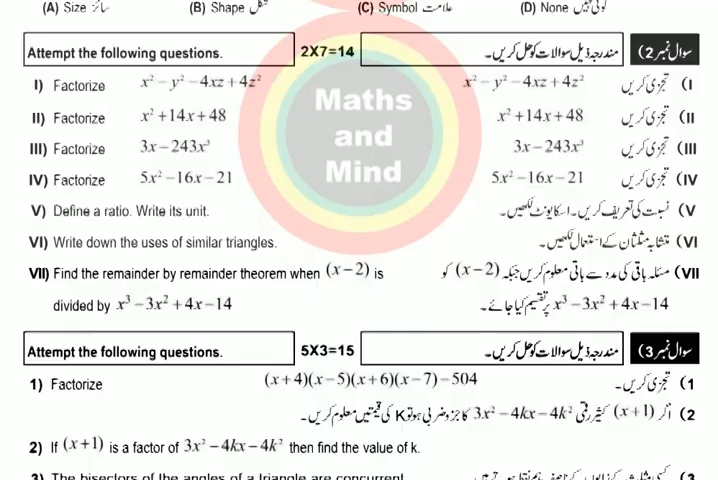 (A) Size سائز (B) Shape شکل (C) Symbol علامت (D) None کوئی نہیں
Attempt the following questions. 2X7=14 مندرجہ ذیل سوالات کو حل کریں۔ سوال نمبر 2)
I) Factorize x² − y² − 4xz + 4z² x² − y² − 4xz + 4z² تجزی کریں (I
II) Factorize x² + 14x + 48 x² + 14x + 48 تجزی کریں (II
III) Factorize 3x − 243x³ 3x − 243x³ تجزی کریں (III
IV) Factorize 5x² − 16x − 21 5x² − 16x − 21 تجزی کریں (IV
V) Define a ratio. Write its unit. نسبت کی تعریف کریں۔ اسکا یونٹ لکھیں۔ (V
VI) Write down the uses of similar triangles. متشابہ مثلثان کے استعمال لکھیں۔ (VI
VII) Find the remainder by remainder theorem when (x−2) is مسئلہ باقی کی مدد سے باقی معلوم کریں جبکہ (x−2) کو (VII
divided by x³ − 3x² + 4x − 14 x³ − 3x² + 4x − 14 پر تقسیم کیا جائے۔
Maths
and
Mind
Attempt the following questions. 5X3=15 مندرجہ ذیل سوالات کو حل کریں۔ سوال نمبر 3)
1) Factorize (x+4)(x−5)(x+6)(x−7)−504 تجزی کریں۔ (1
2) اگر (x+1) کثیر رقمی 3x² − 4kx − 4k² کا جزو ضربی ہو تو K کی قیمتیں معلوم کریں۔
2) If (x+1) is a factor of 3x² − 4kx − 4k² then find the value of k.
3) The bisectors of the angles of a triangle are concurrent